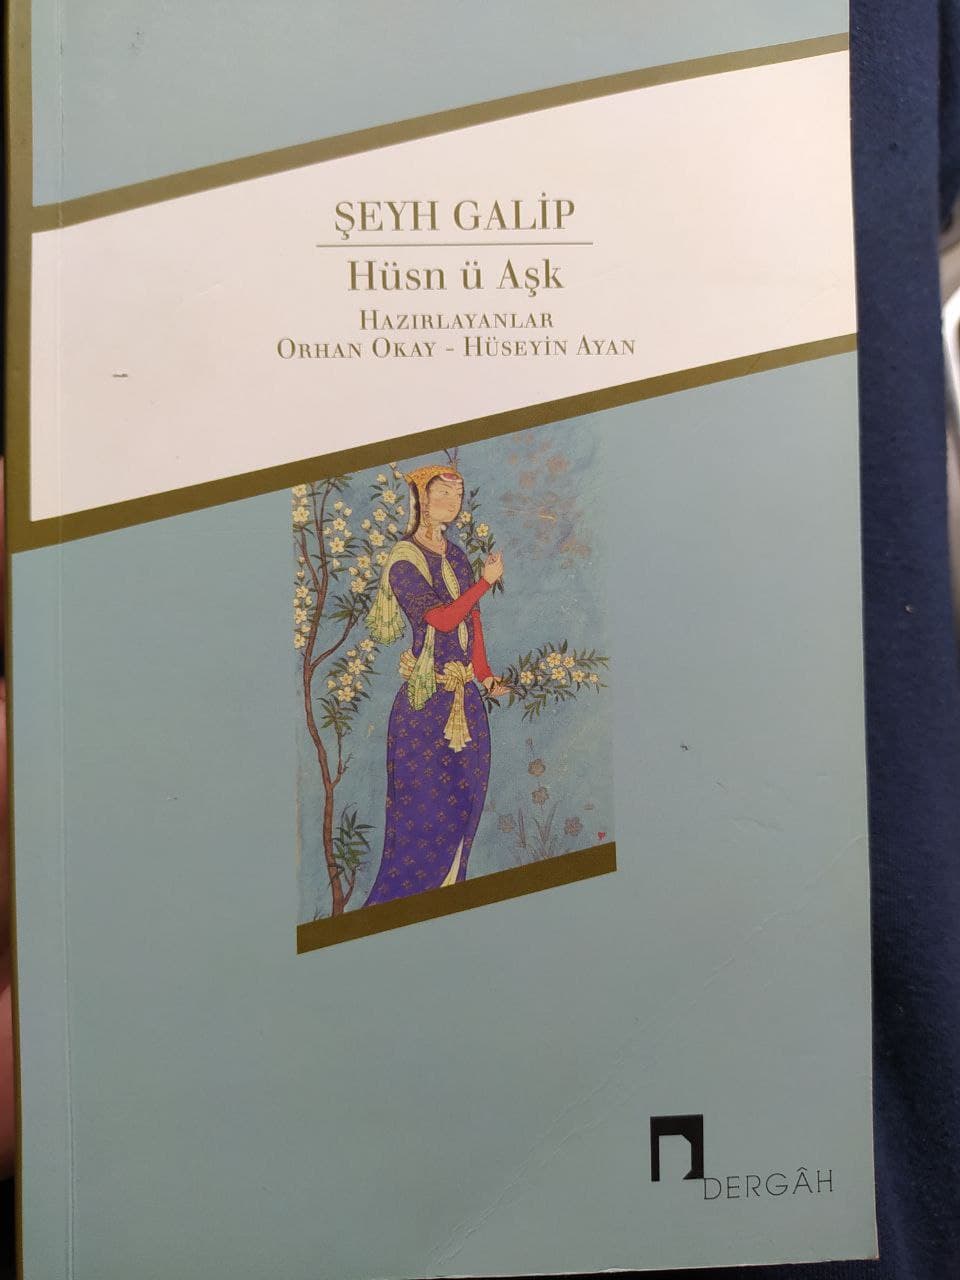 ŞEYH GALİP
Hüsn ü Aşk
HAZIRLAYANLAR
ORHAN OKAY - HÜSEYİN AYAN
DERGÂH